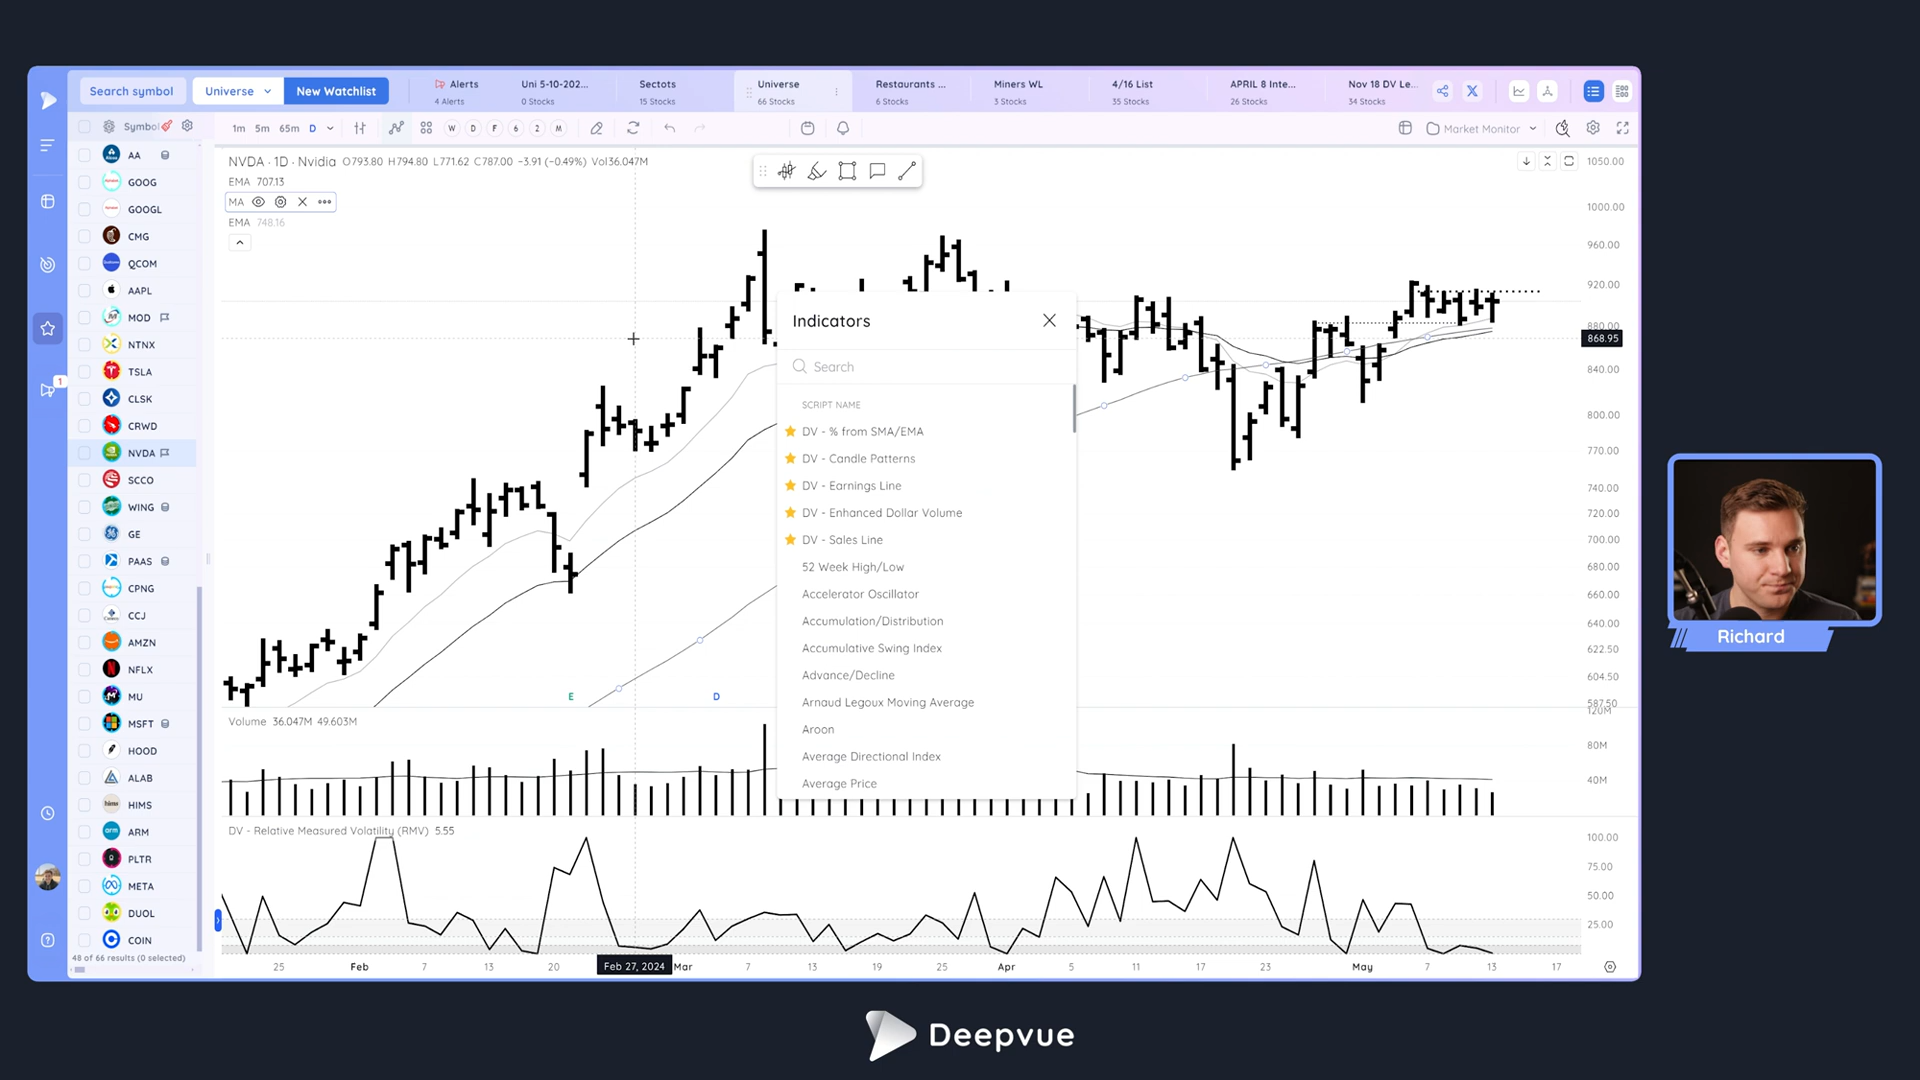 Search symbol
Universe
New Watchlist
Alerts
4 Alerts
Uni 5-10-202...
0 Stocks
Sectots
15 Stocks
Universe
66 Stocks
Restaurants ...
6 Stocks
Miners WL
3 Stocks
4/16 List
35 Stocks
APRIL 8 Inte...
26 Stocks
Nov 18 DV Le...
34 Stocks
Symbol
1m 5m 65m D
W D F 6 2 M
Market Monitor
AA
GOOG
GOOGL
CMG
QCOM
AAPL
MOD
NTNX
TSLA
CLSK
CRWD
NVDA
SCCO
WING
GE
PAAS
CPNG
CCJ
AMZN
NFLX
MU
MSFT
HOOD
ALAB
HIMS
ARM
PLTR
META
DUOL
COIN
48 of 66 results (0 selected)
1
NVDA · 1D · Nvidia O793.80 H794.80 L771.62 C787.00 −3.91 (−0.49%) Vol36.047M
EMA 707.13
MA
EMA 748.16
Indicators
Search
SCRIPT NAME
DV - % from SMA/EMA
DV - Candle Patterns
DV - Earnings Line
DV - Enhanced Dollar Volume
DV - Sales Line
52 Week High/Low
Accelerator Oscillator
Accumulation/Distribution
Accumulative Swing Index
Advance/Decline
Arnaud Legoux Moving Average
Aroon
Average Directional Index
Average Price
1050.00
1000.00
960.00
920.00
880.00
868.95
840.00
800.00
770.00
740.00
720.00
700.00
680.00
660.00
640.00
622.50
604.50
587.50
E
D
Volume 36.047M 49.603M
120M
80M
40M
DV - Relative Measured Volatility (RMV) 5.55
100.00
75.00
50.00
25.00
25 Feb 7 13 20 Feb 27, 2024 Mar 7 13 19 25 Apr 5 11 17 23 May 7 13 17
Richard
Deepvue